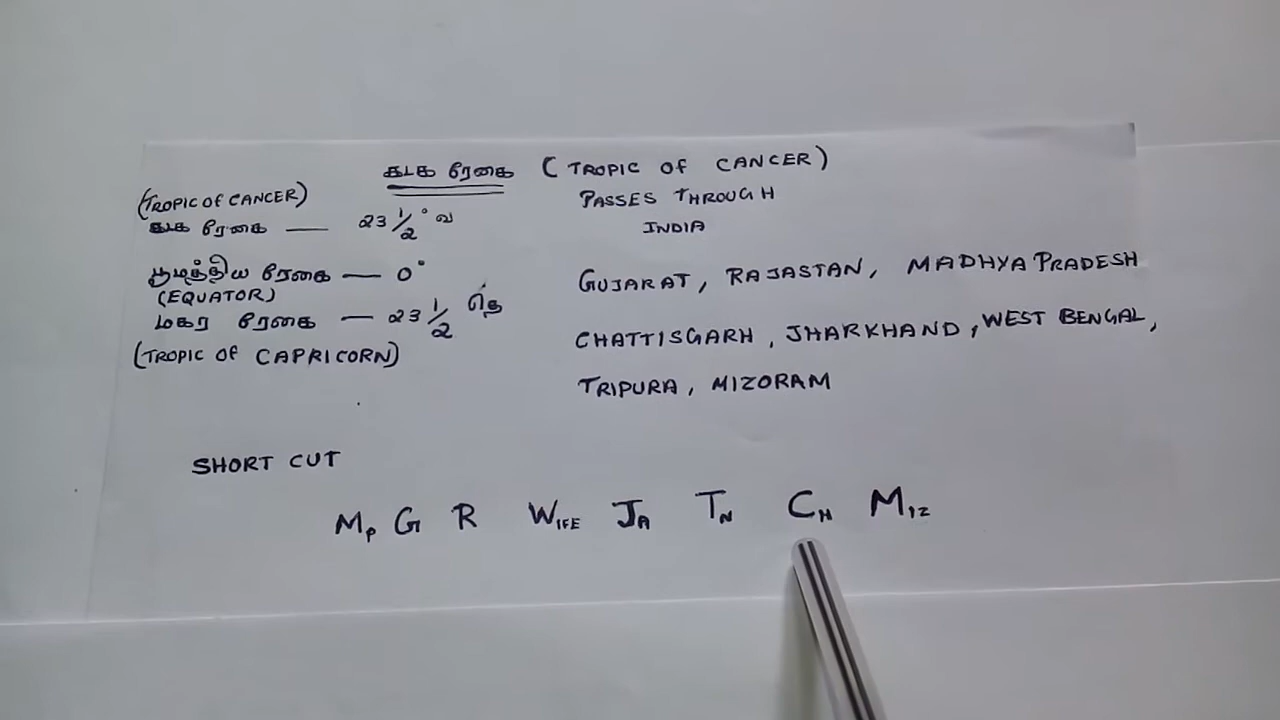 கடக ரேகை (TROPIC OF CANCER)
PASSES THROUGH
INDIA
(TROPIC OF CANCER)
கடக ரேகை — 23 1/2° வ
பூமத்திய ரேகை — 0°
(EQUATOR)
மகர ரேகை — 23 1/2 தெ
(TROPIC OF CAPRICORN)
GUJARAT, RAJASTAN, MADHYA PRADESH
CHATTISGARH, JHARKHAND, WEST BENGAL,
TRIPURA, MIZORAM
SHORT CUT
MP G R WIFE JA TN CH MIZ